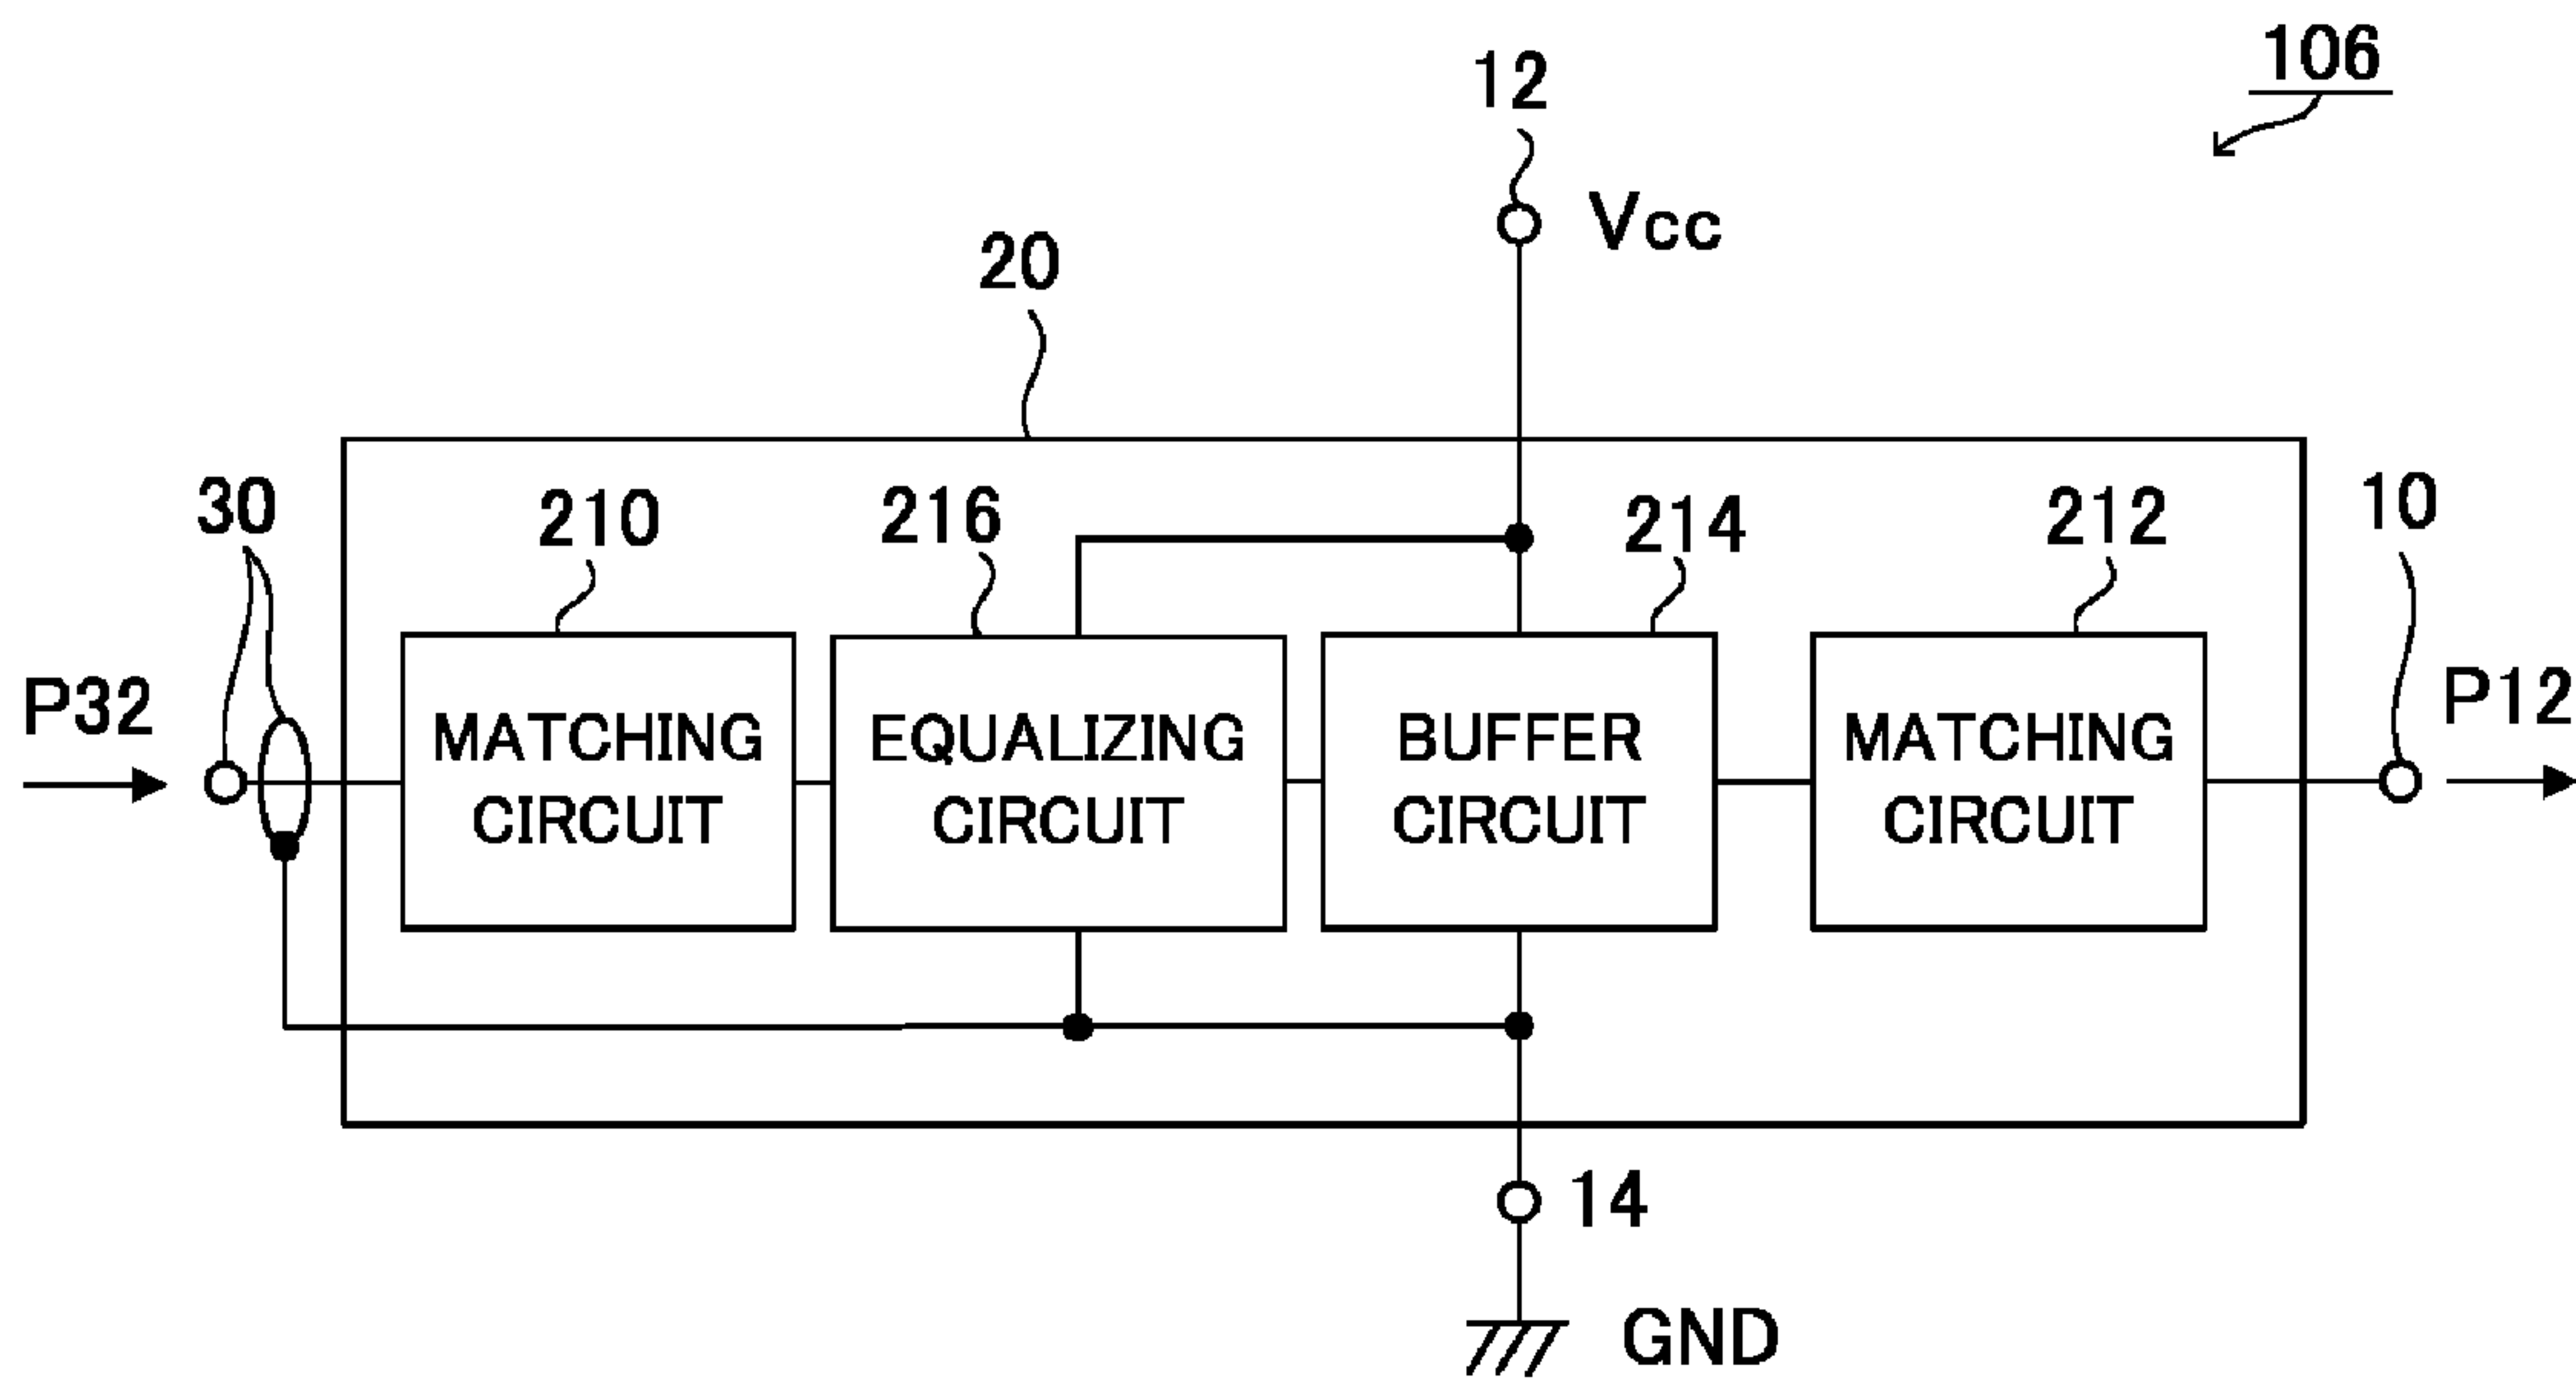 106
12
Vcc
20
30
210
216
214
212
10
P32
MATCHING
CIRCUIT
EQUALIZING
CIRCUIT
BUFFER
CIRCUIT
MATCHING
CIRCUIT
P12
14
GND